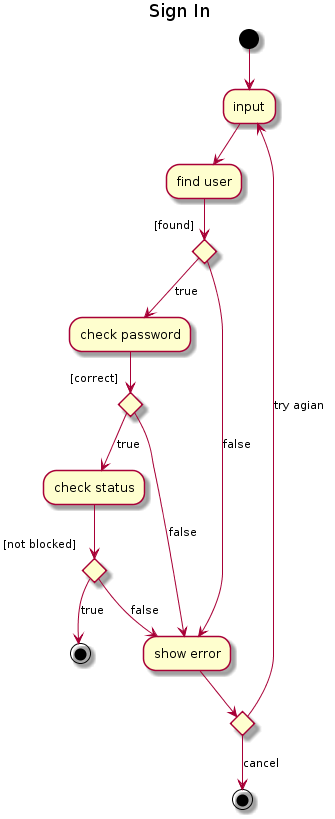 Sign In
input
find user
[found]
true
check password
[correct]
try agian
true
false
check status
false
[not blocked]
true
false
show error
cancel